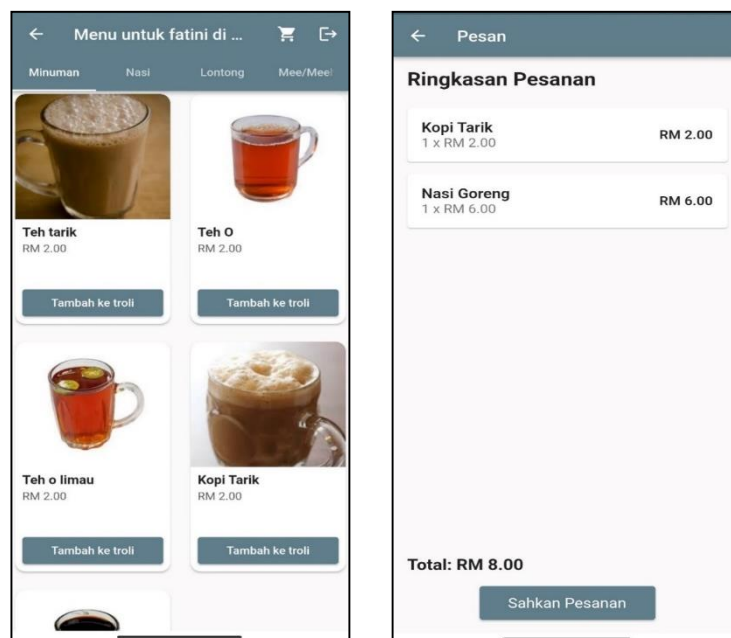 Menu untuk fatini di ...
Minuman Nasi Lontong Mee/Mee
Teh tarik
RM 2.00
Tambah ke troli
Teh O
RM 2.00
Tambah ke troli
Teh o limau
RM 2.00
Tambah ke troli
Kopi Tarik
RM 2.00
Tambah ke troli
Pesan
Ringkasan Pesanan
Kopi Tarik
1 x RM 2.00
RM 2.00
Nasi Goreng
1 x RM 6.00
RM 6.00
Total: RM 8.00
Sahkan Pesanan